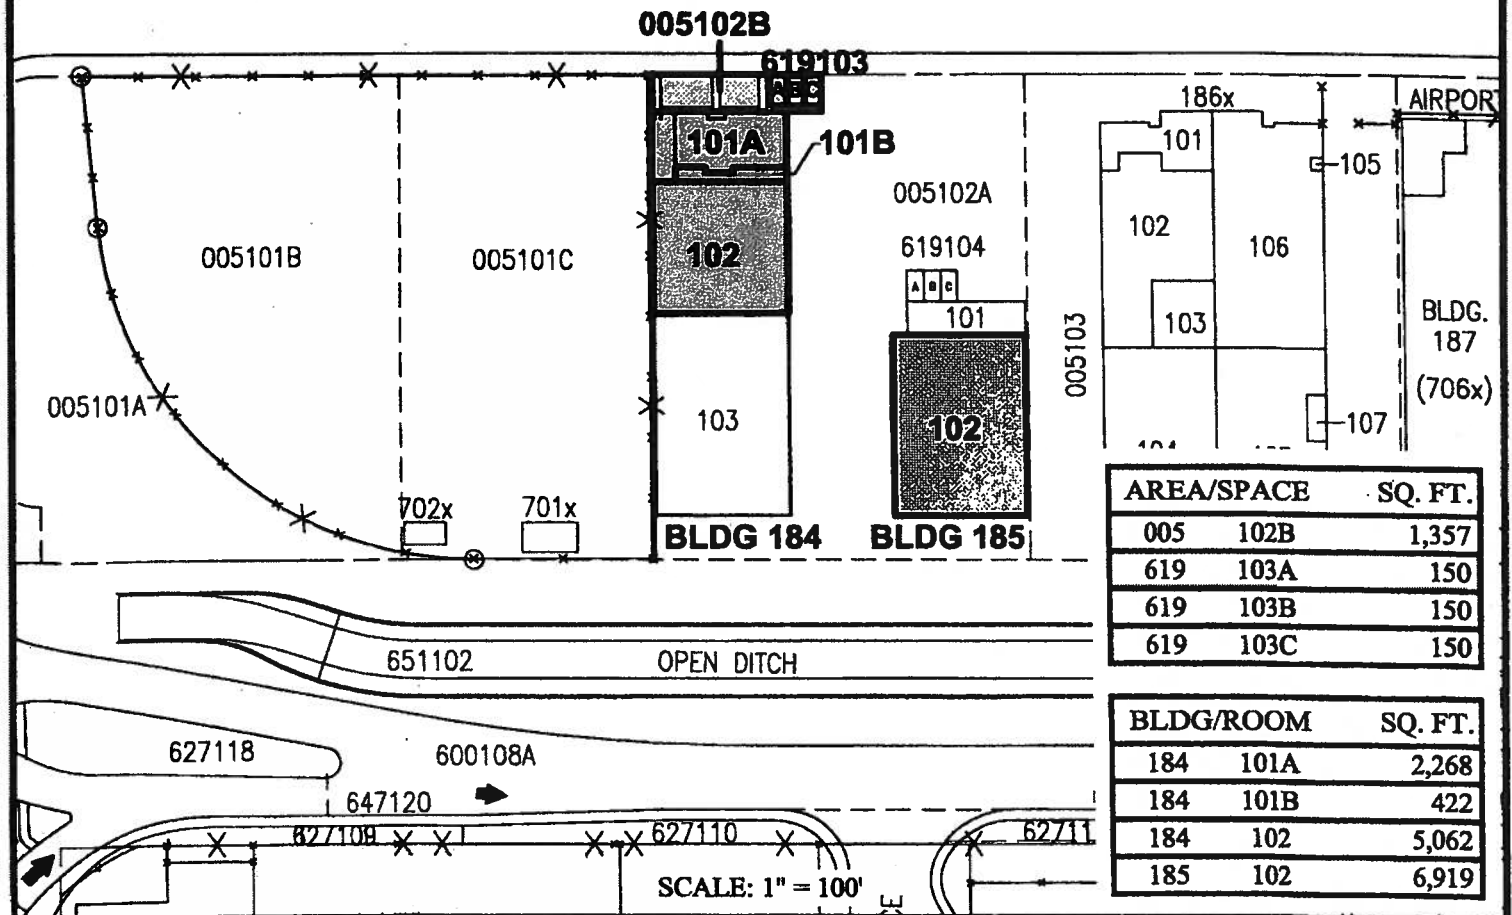 005102B
619103
A B C
186x
AIRPORT
101A
101B
101
105
005102A
102
106
005101B
005101C
102
619104
A B C
101
103
BLDG.
187
(706x)
005103
005101A
103
102
107
702x
701x
BLDG 184
BLDG 185
AREA/SPACE SQ. FT.
005 102B 1,357
619 103A 150
619 103B 150
619 103C 150
651102
OPEN DITCH
BLDG/ROOM SQ. FT.
184 101A 2,268
184 101B 422
184 102 5,062
185 102 6,919
627118
600108A
647120
627109
627110
62711
SCALE: 1" = 100'